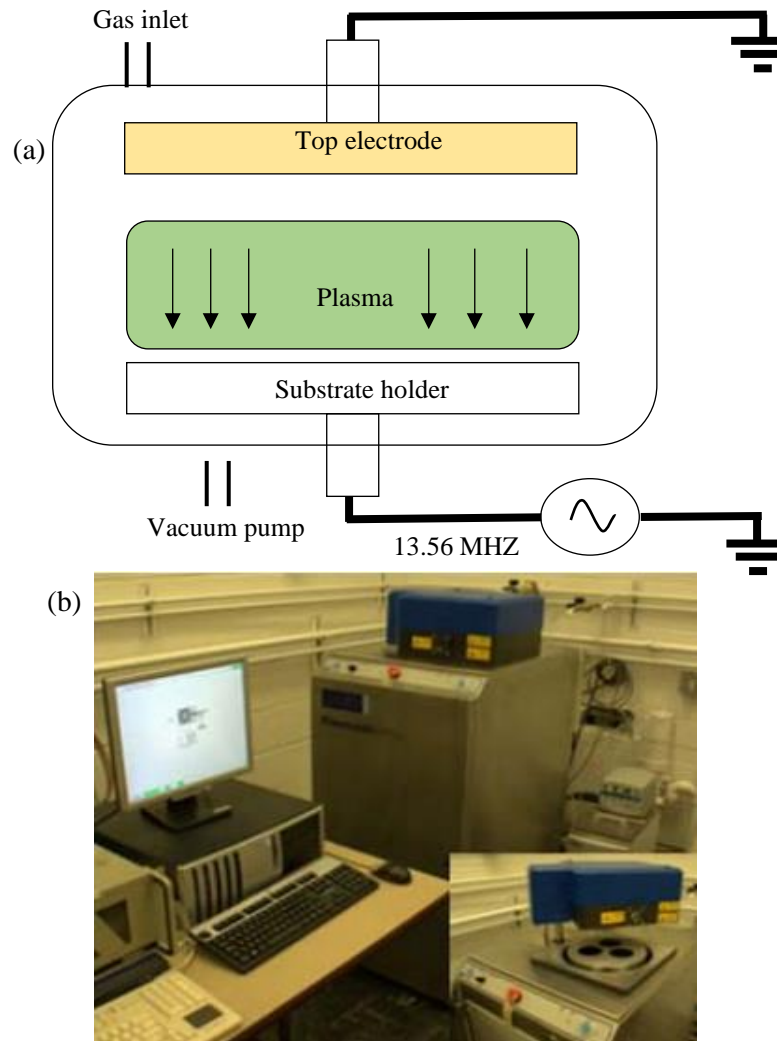 Gas inlet
(a)
Top electrode
Plasma
Substrate holder
Vacuum pump
13.56 MHZ
(b)